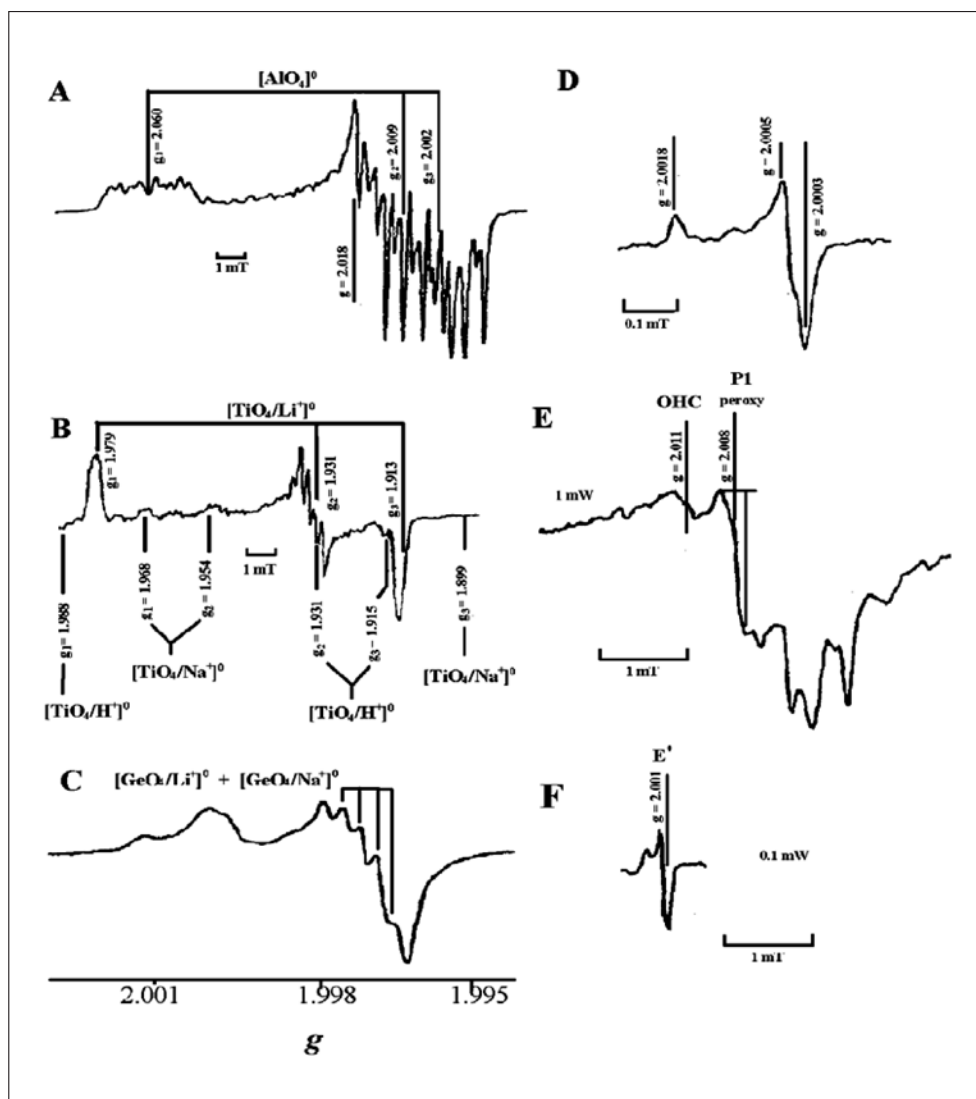 A
[AlO₄]⁰
g₁ = 2.060
g₂ = 2.009
g₃ = 2.002
g = 2.018
1 mT
B
[TiO₄/Li⁺]⁰
g₁ = 1.979
g₂ = 1.931
g₃ = 1.913
1 mT
g₁ = 1.988
g₁ = 1.968
g₂ = 1.954
g₂ = 1.931
g₃ − 1.915
g₃ = 1.899
[TiO₄/Na⁺]⁰
[TiO₄/Na⁺]⁰
[TiO₄/H⁺]⁰
[TiO₄/H⁺]⁰
C
[GeO₄/Li⁺]⁰ + [GeO₄/Na⁺]⁰
2.001 1.998 1.995
g
D
g = 2.0018
g − 2.0005
g = 2.0003
0.1 mT
E
OHC
P1
peroxy
g = 2.011
g = 2.008
1 mW
1 mT
F
E'
g = 2.001
0.1 mW
1 mT